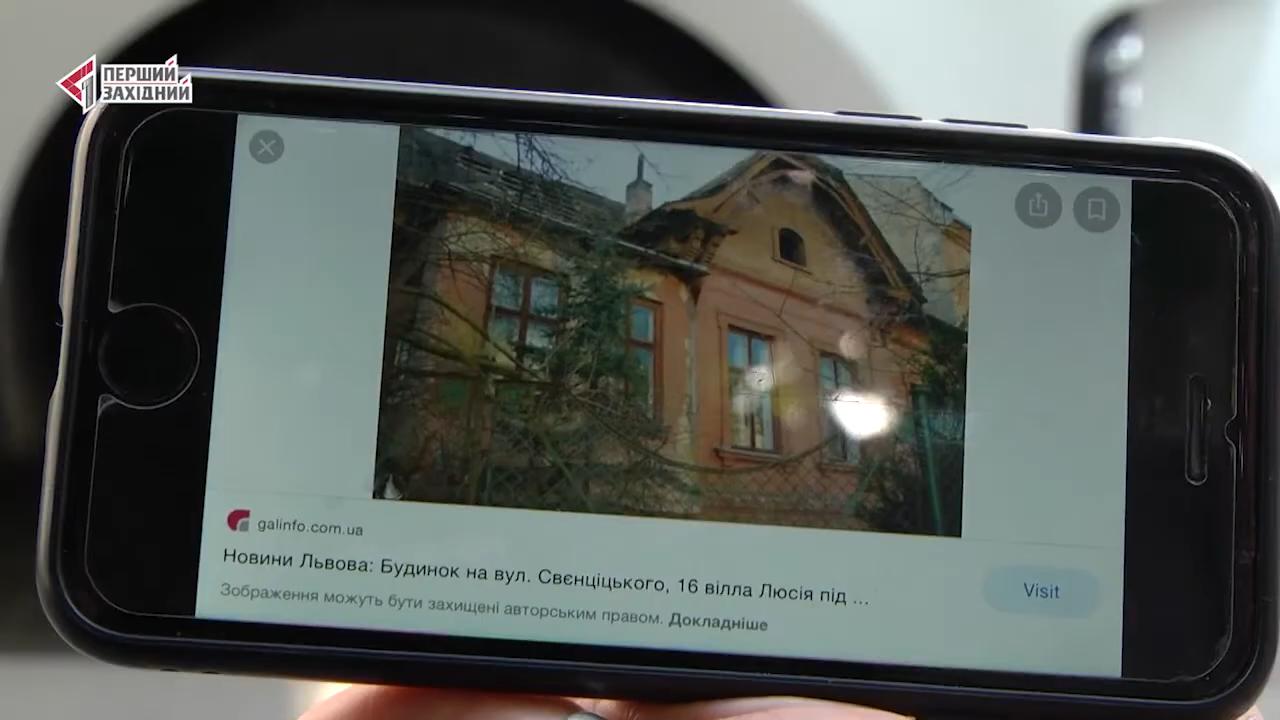 ПЕРШИЙ
ЗАХІДНИЙ
galinfo.com.ua
Новини Львова: Будинок на вул. Свєнціцького, 16 вілла Люсія під ...
Visit
Зображення можуть бути захищені авторським правом. Докладніше